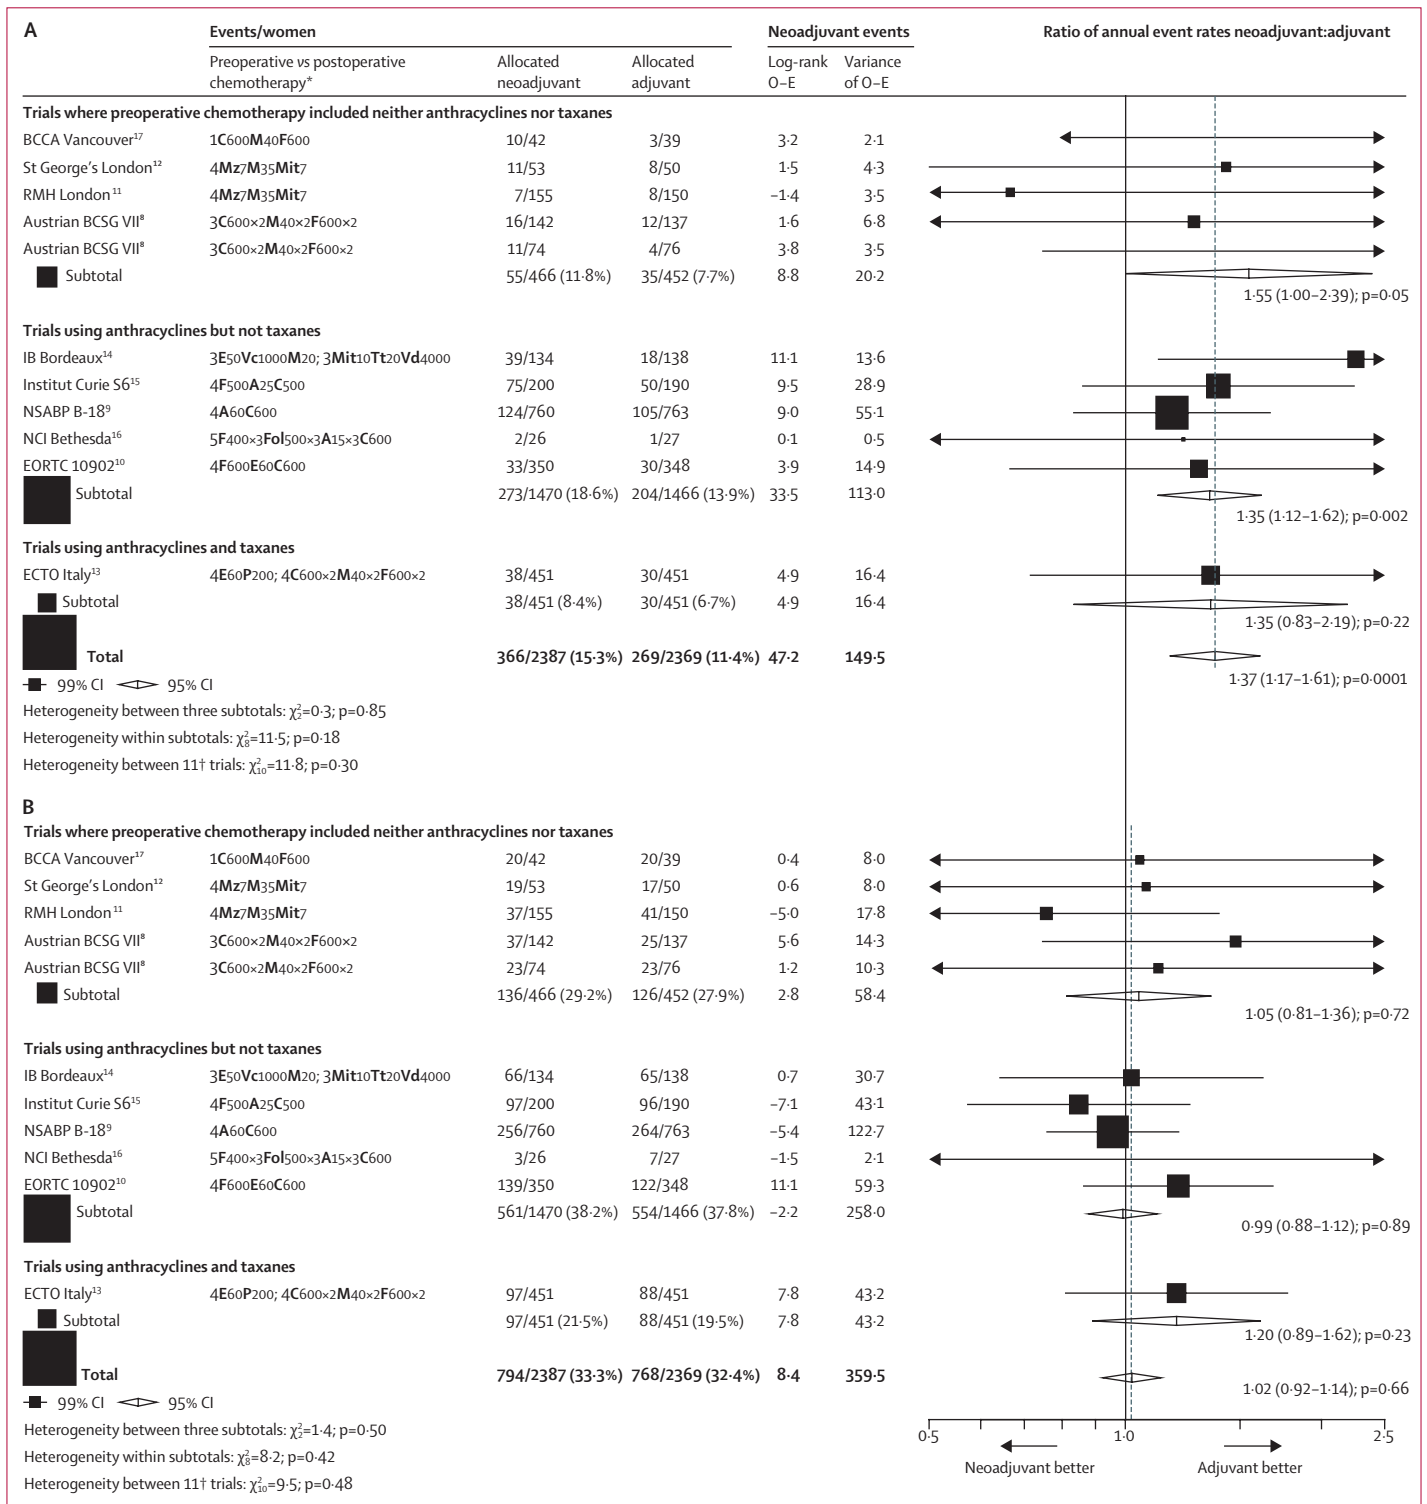 A
Events/women Neoadjuvant events Ratio of annual event rates neoadjuvant:adjuvant
Preoperative vs postoperative chemotherapy* Allocated neoadjuvant Allocated adjuvant Log-rank O–E Variance of O–E
Trials where preoperative chemotherapy included neither anthracyclines nor taxanes
BCCA Vancouver¹⁷ 1C600M40F600 10/42 3/39 3·2 2·1
St George's London¹² 4Mz7M35Mit7 11/53 8/50 1·5 4·3
RMH London¹¹ 4Mz7M35Mit7 7/155 8/150 –1·4 3·5
Austrian BCSG VII⁸ 3C600×2M40×2F600×2 16/142 12/137 1·6 6·8
Austrian BCSG VII⁸ 3C600×2M40×2F600×2 11/74 4/76 3·8 3·5
Subtotal 55/466 (11·8%) 35/452 (7·7%) 8·8 20·2
1·55 (1·00–2·39); p=0·05
Trials using anthracyclines but not taxanes
IB Bordeaux¹⁴ 3E50Vc1000M20; 3Mit10Tt20Vd4000 39/134 18/138 11·1 13·6
Institut Curie S6¹⁵ 4F500A25C500 75/200 50/190 9·5 28·9
NSABP B-18⁹ 4A60C600 124/760 105/763 9·0 55·1
NCI Bethesda¹⁶ 5F400×3Fol500×3A15×3C600 2/26 1/27 0·1 0·5
EORTC 10902¹⁰ 4F600E60C600 33/350 30/348 3·9 14·9
Subtotal 273/1470 (18·6%) 204/1466 (13·9%) 33·5 113·0
1·35 (1·12–1·62); p=0·002
Trials using anthracyclines and taxanes
ECTO Italy¹³ 4E60P200; 4C600×2M40×2F600×2 38/451 30/451 4·9 16·4
Subtotal 38/451 (8·4%) 30/451 (6·7%) 4·9 16·4
1·35 (0·83–2·19); p=0·22
Total 366/2387 (15·3%) 269/2369 (11·4%) 47·2 149·5
1·37 (1·17–1·61); p=0·0001
99% CI 95% CI
Heterogeneity between three subtotals: χ²₂=0·3; p=0·85
Heterogeneity within subtotals: χ²₈=11·5; p=0·18
Heterogeneity between 11† trials: χ²₁₀=11·8; p=0·30
B
Trials where preoperative chemotherapy included neither anthracyclines nor taxanes
BCCA Vancouver¹⁷ 1C600M40F600 20/42 20/39 0·4 8·0
St George's London¹² 4Mz7M35Mit7 19/53 17/50 0·6 8·0
RMH London¹¹ 4Mz7M35Mit7 37/155 41/150 –5·0 17·8
Austrian BCSG VII⁸ 3C600×2M40×2F600×2 37/142 25/137 5·6 14·3
Austrian BCSG VII⁸ 3C600×2M40×2F600×2 23/74 23/76 1·2 10·3
Subtotal 136/466 (29·2%) 126/452 (27·9%) 2·8 58·4
1·05 (0·81–1·36); p=0·72
Trials using anthracyclines but not taxanes
IB Bordeaux¹⁴ 3E50Vc1000M20; 3Mit10Tt20Vd4000 66/134 65/138 0·7 30·7
Institut Curie S6¹⁵ 4F500A25C500 97/200 96/190 –7·1 43·1
NSABP B-18⁹ 4A60C600 256/760 264/763 –5·4 122·7
NCI Bethesda¹⁶ 5F400×3Fol500×3A15×3C600 3/26 7/27 –1·5 2·1
EORTC 10902¹⁰ 4F600E60C600 139/350 122/348 11·1 59·3
Subtotal 561/1470 (38·2%) 554/1466 (37·8%) –2·2 258·0
0·99 (0·88–1·12); p=0·89
Trials using anthracyclines and taxanes
ECTO Italy¹³ 4E60P200; 4C600×2M40×2F600×2 97/451 88/451 7·8 43·2
Subtotal 97/451 (21·5%) 88/451 (19·5%) 7·8 43·2
1·20 (0·89–1·62); p=0·23
Total 794/2387 (33·3%) 768/2369 (32·4%) 8·4 359·5
1·02 (0·92–1·14); p=0·66
99% CI 95% CI
Heterogeneity between three subtotals: χ²₂=1·4; p=0·50
Heterogeneity within subtotals: χ²₈=8·2; p=0·42
Heterogeneity between 11† trials: χ²₁₀=9·5; p=0·48
0·5 1·0 2·5
Neoadjuvant better Adjuvant better